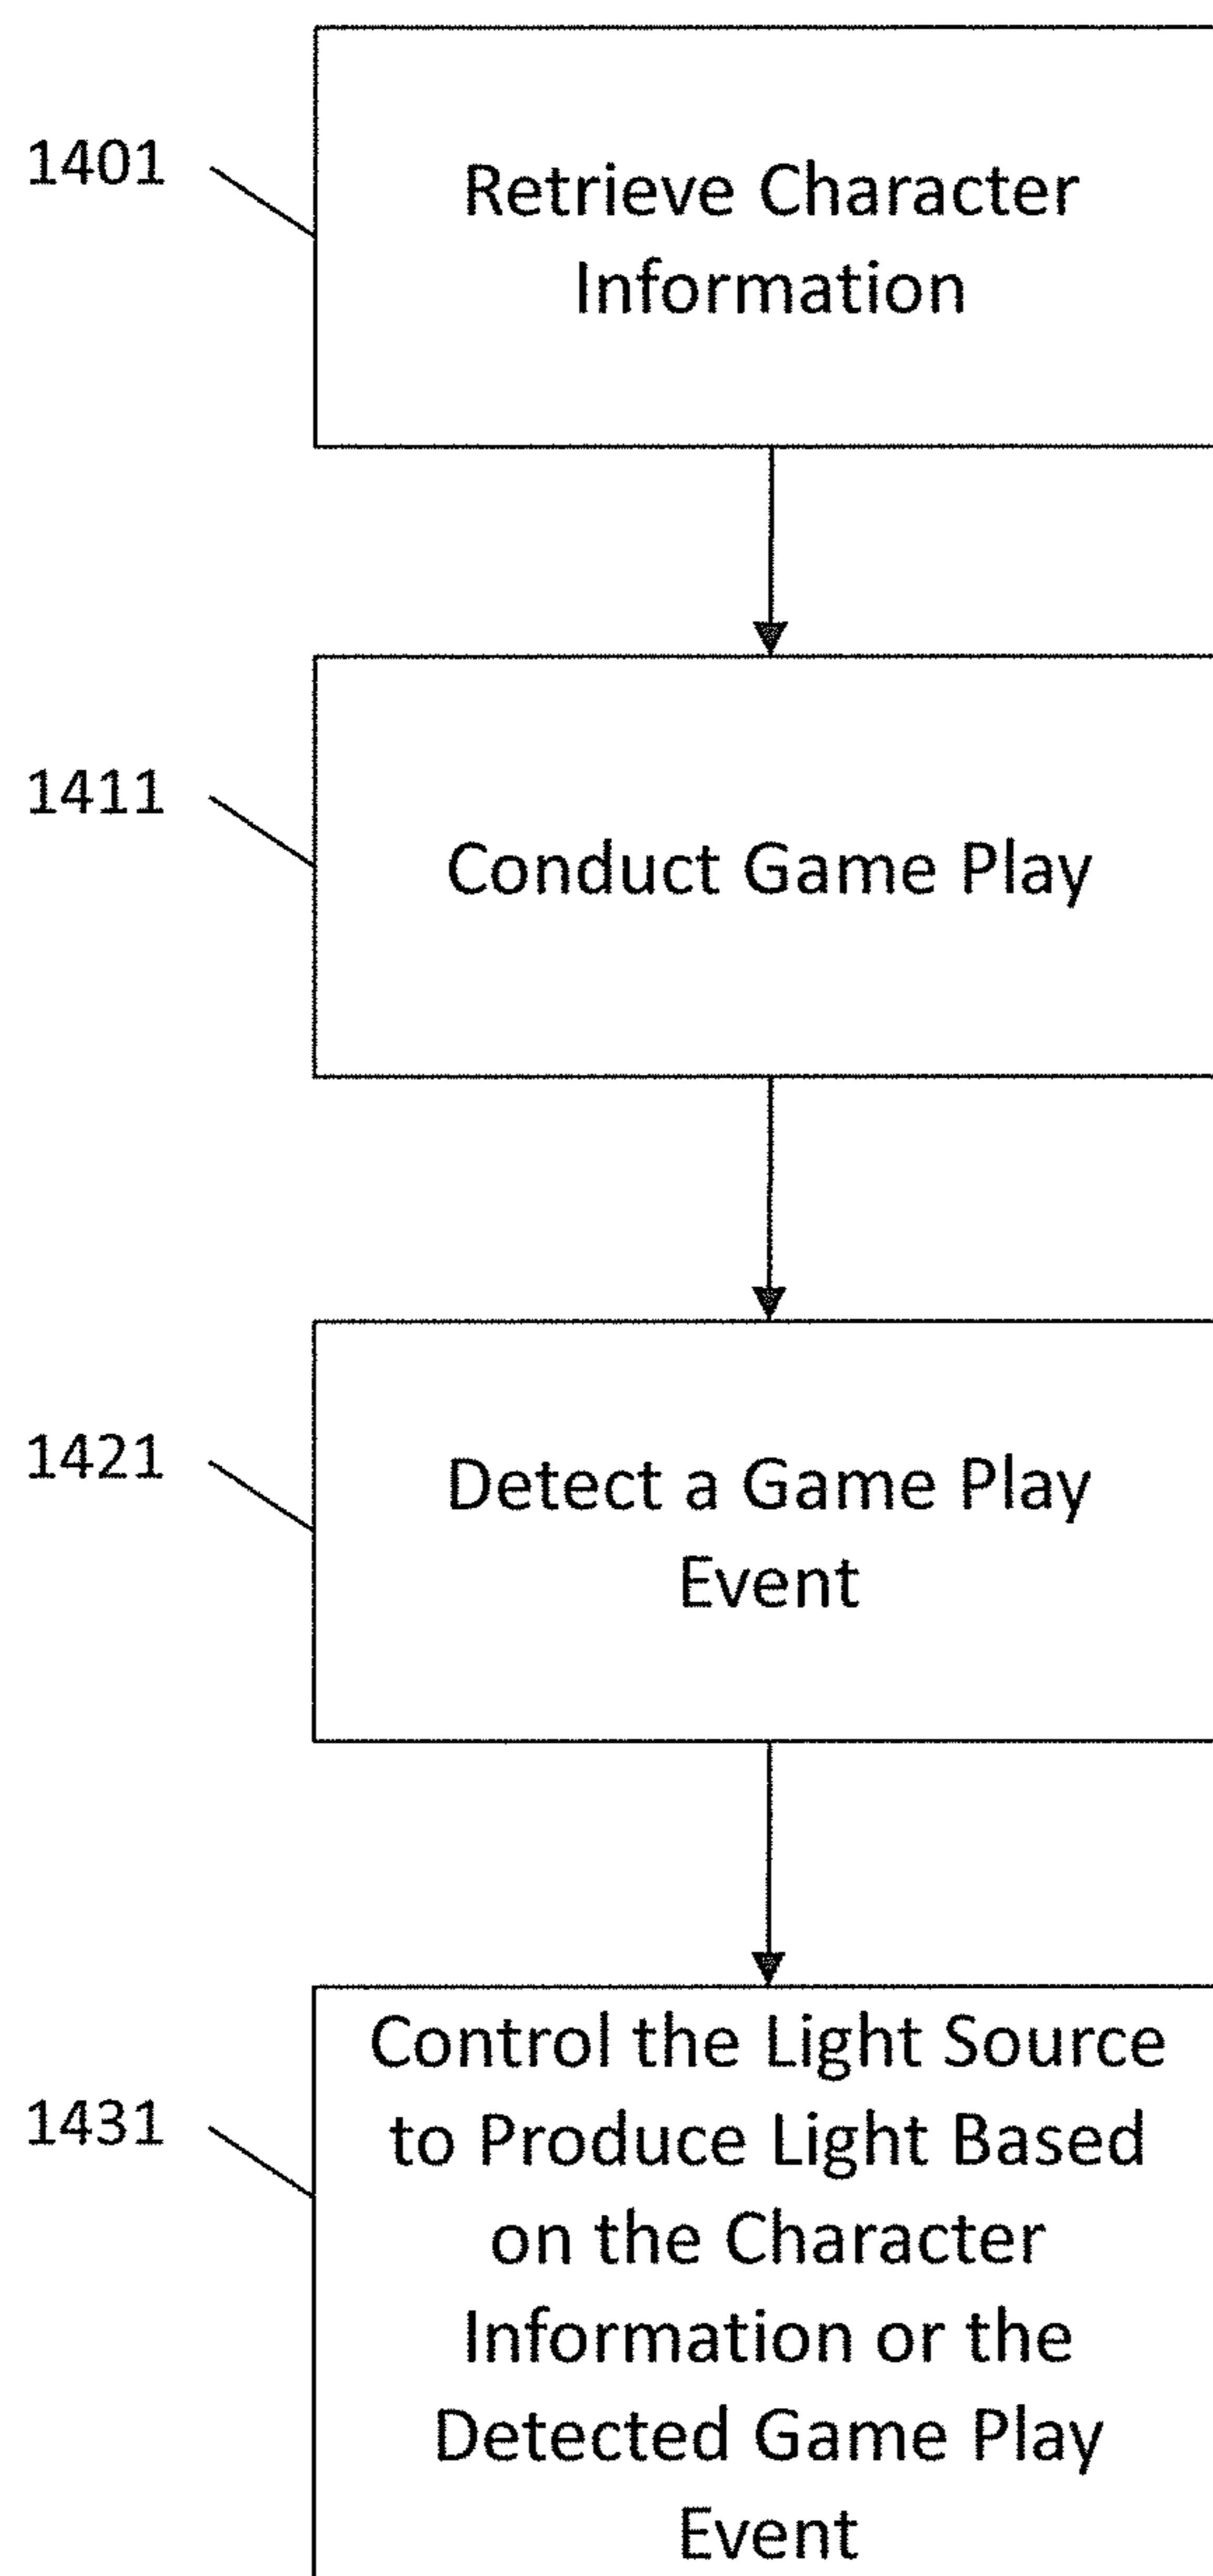 1401
Retrieve Character
Information
1411
Conduct Game Play
1421
Detect a Game Play
Event
1431
Control the Light Source
to Produce Light Based
on the Character
Information or the
Detected Game Play
Event